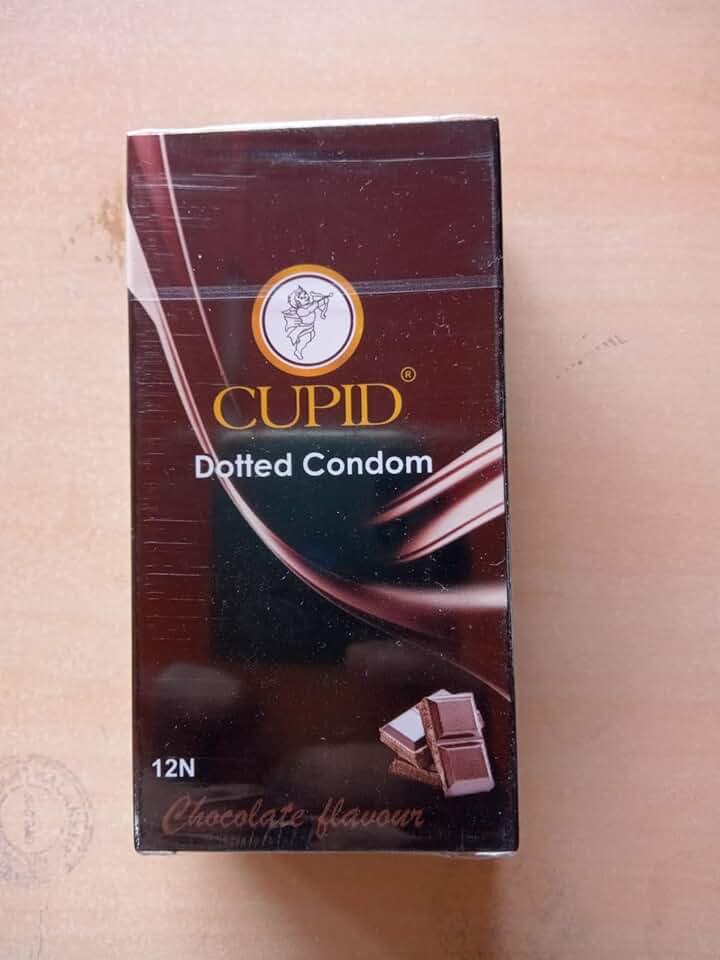 CUPID®
Dotted Condom
12N
Chocolate flavour